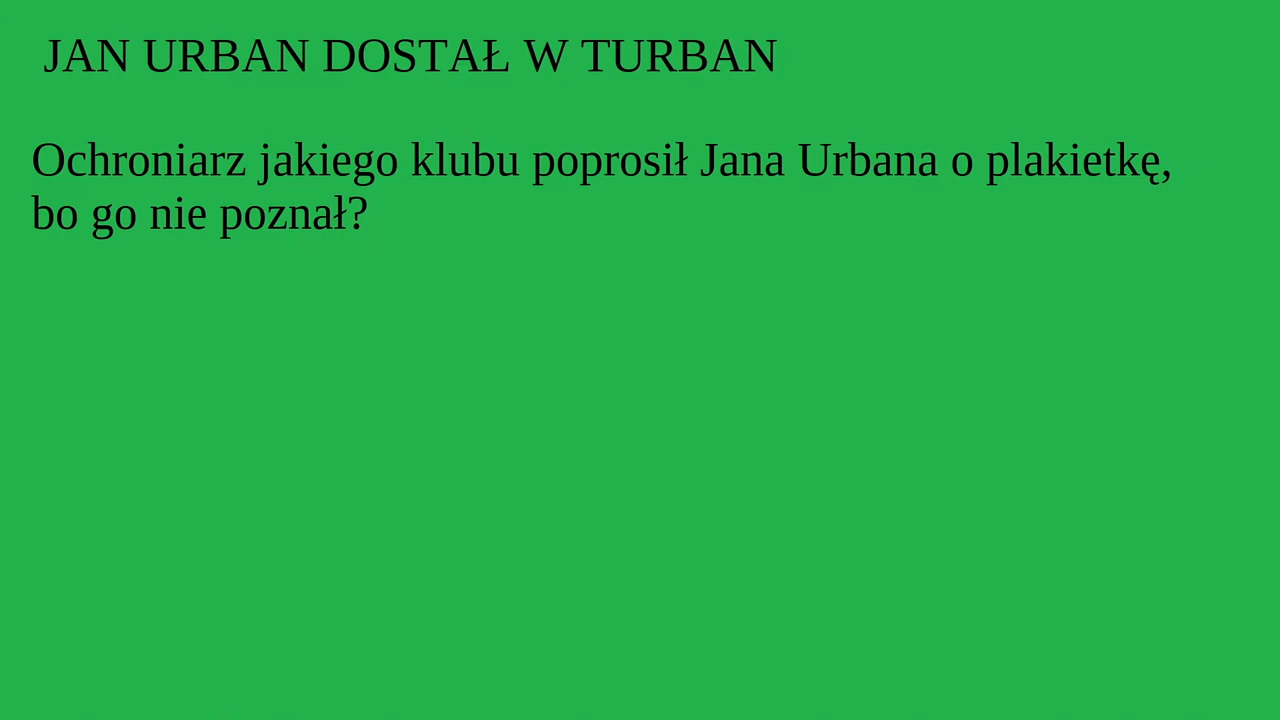 JAN URBAN DOSTAŁ W TURBAN
Ochroniarz jakiego klubu poprosił Jana Urbana o plakietkę,
bo go nie poznał?